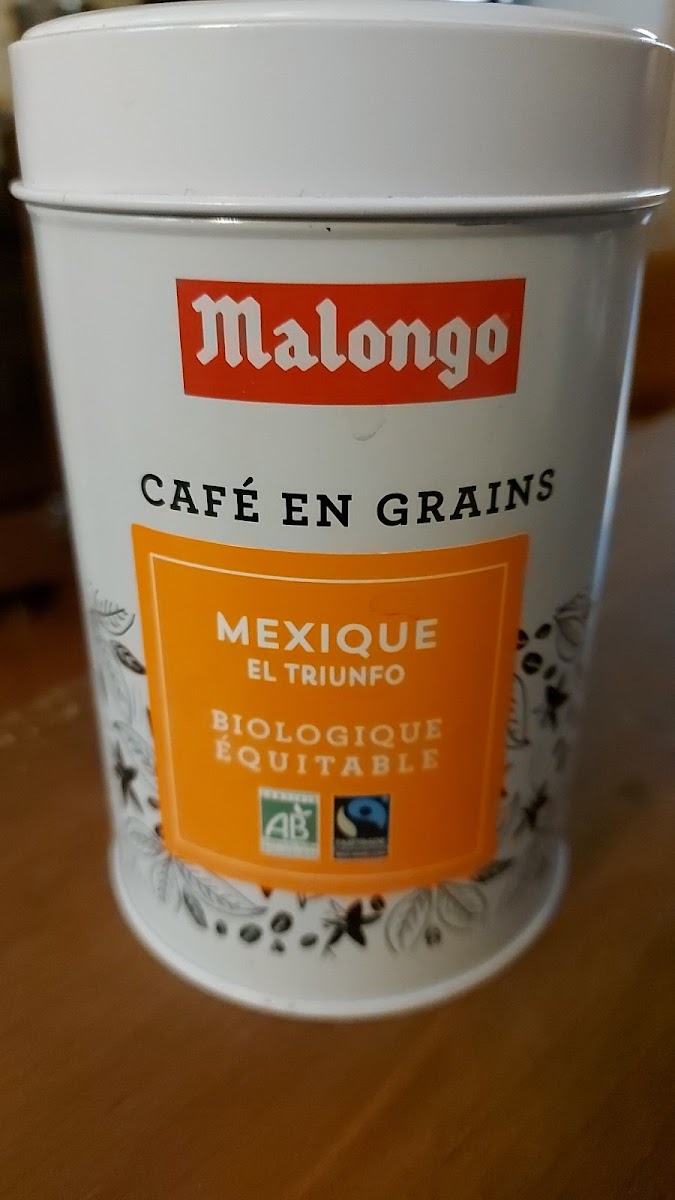 Malongo
CAFÉ EN GRAINS
MEXIQUE
EL TRIUNFO
BIOLOGIQUE
ÉQUITABLE
AB